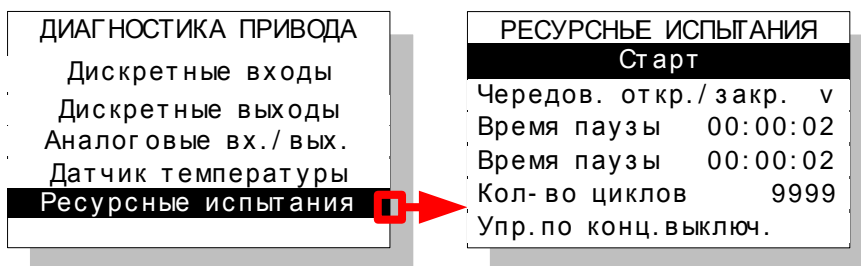 ДИАГНОСТИКА ПРИВОДА
Дискретные входы
Дискретные выходы
Аналоговые вх./вых.
Датчик температуры
Ресурсные испытания
РЕСУРСНЫЕ ИСПЫТАНИЯ
Старт
Чередов. откр./закр. v
Время паузы 00:00:02
Время паузы 00:00:02
Кол-во циклов 9999
Упр.по конц.выключ.